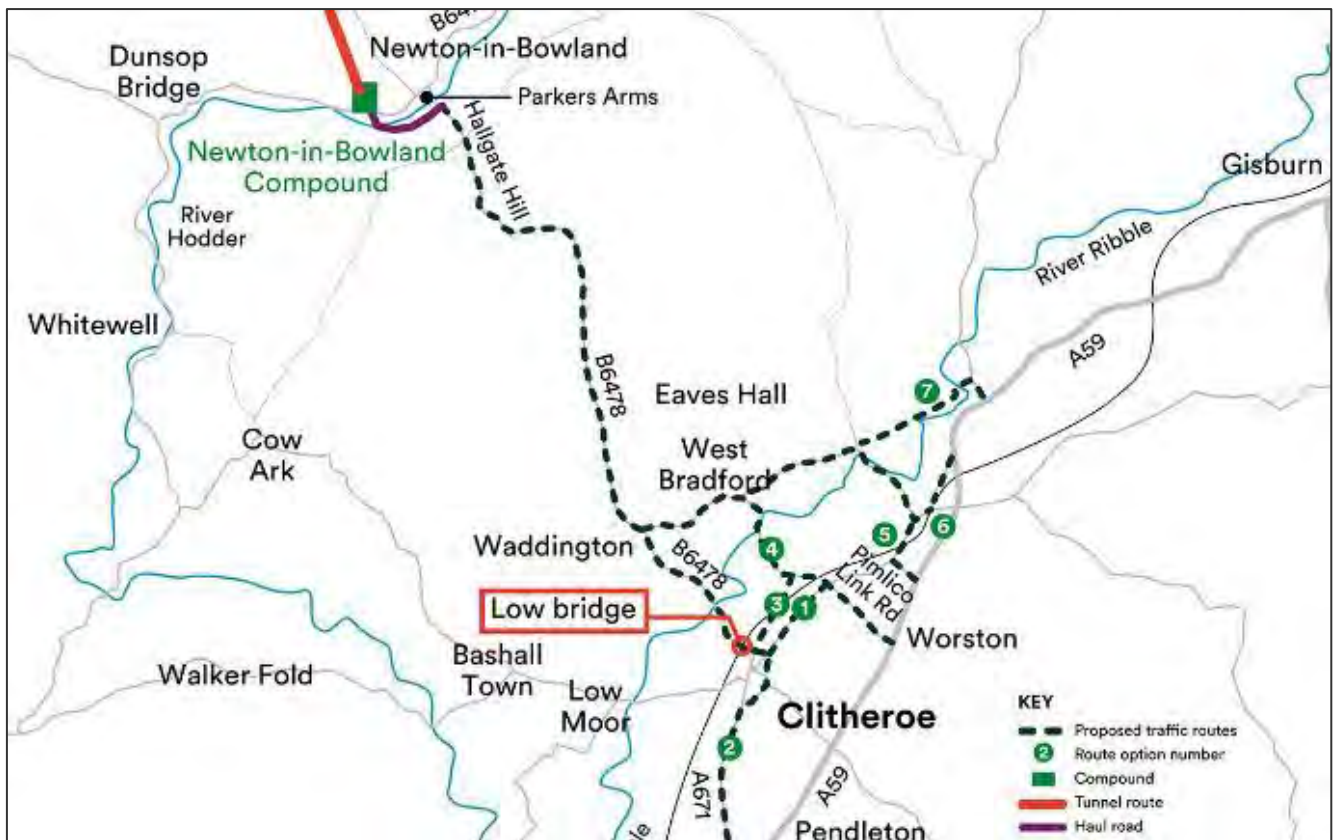 B647
Newton-in-Bowland
Dunsop
Bridge
Parkers Arms
Hallgate Hill
Newton-in-Bowland
Compound
Gisburn
River
Hodder
River Ribble
Whitewell
A59
B6478
7
Eaves Hall
Cow
Ark
West
Bradford
Waddington
B6478
4
5
6
Pimlico
Link Rd
Low bridge
3
1
Worston
Bashall
Town
Walker Fold
Low
Moor
Clitheroe
2
A671
A59
Pendleton
KEY
Proposed traffic routes
2 Route option number
Compound
Tunnel route
Haul road